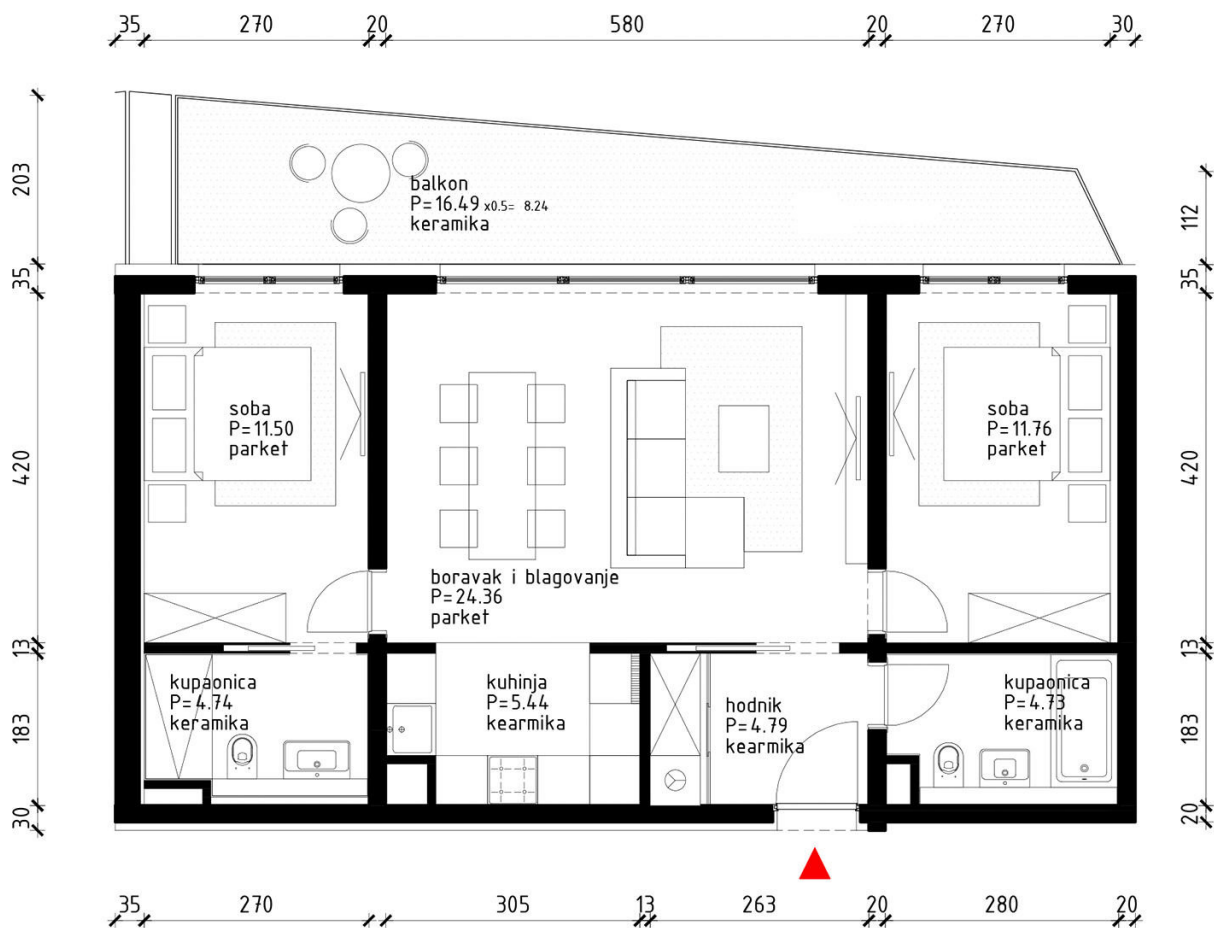 35 270 20 580 20 270 30
203
112
balkon
P=16.49 x0.5= 8.24
keramika
35
35
soba
P=11.50
parket
soba
P=11.76
parket
420
420
boravak i blagovanje
P=24.36
parket
13
13
kupaonica
P=4.74
keramika
kuhinja
P=5.44
kearmika
hodnik
P=4.79
kearmika
kupaonica
P=4.73
keramika
183
183
30
20
35 270 20 305 13 263 20 280 20